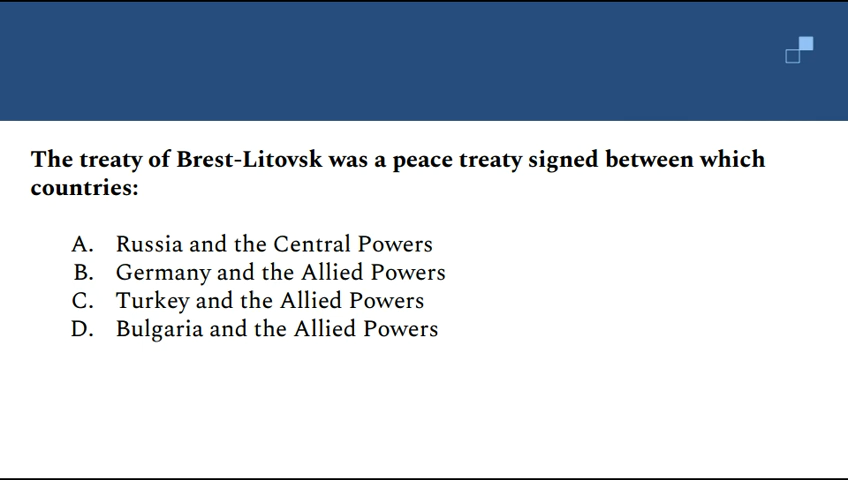 The treaty of Brest-Litovsk was a peace treaty signed between which
countries:
A. Russia and the Central Powers
B. Germany and the Allied Powers
C. Turkey and the Allied Powers
D. Bulgaria and the Allied Powers